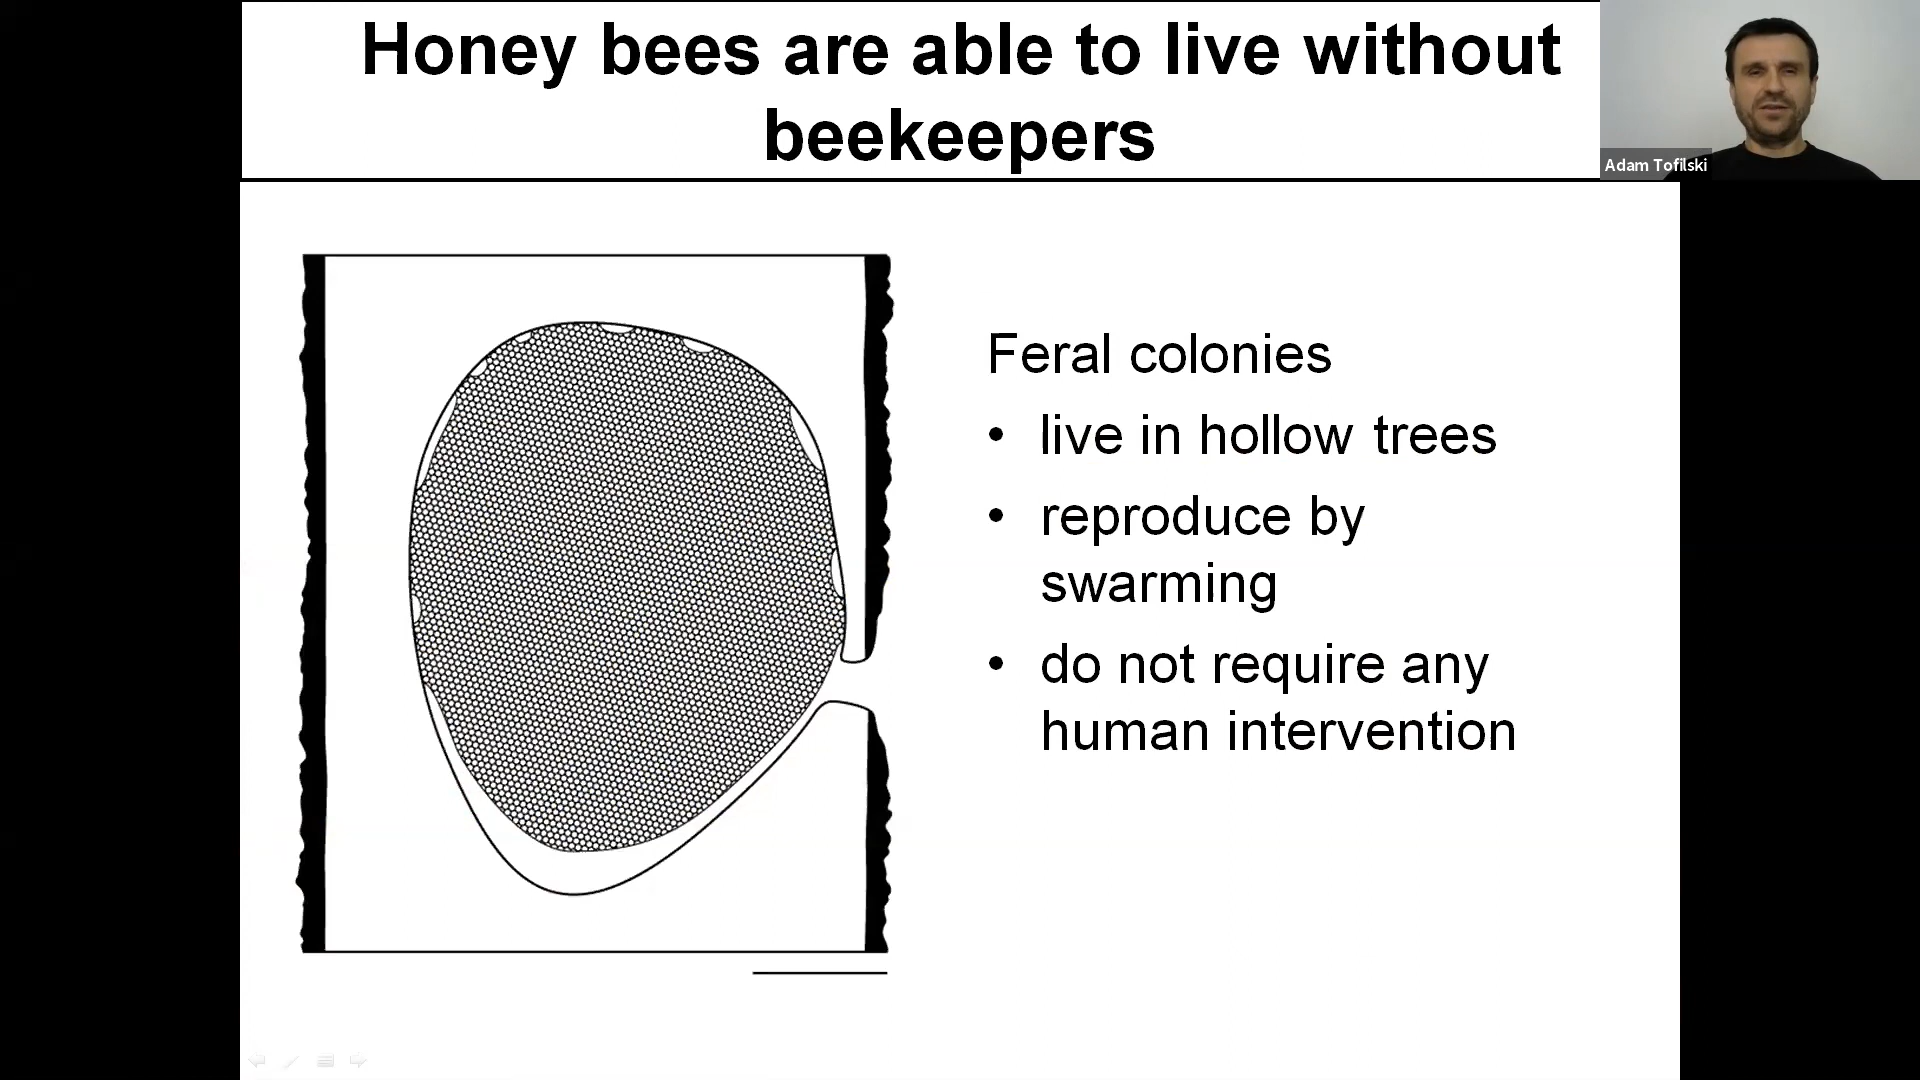 Honey bees are able to live without
beekeepers
Adam Tofilski
Feral colonies
• live in hollow trees
• reproduce by
swarming
• do not require any
human intervention